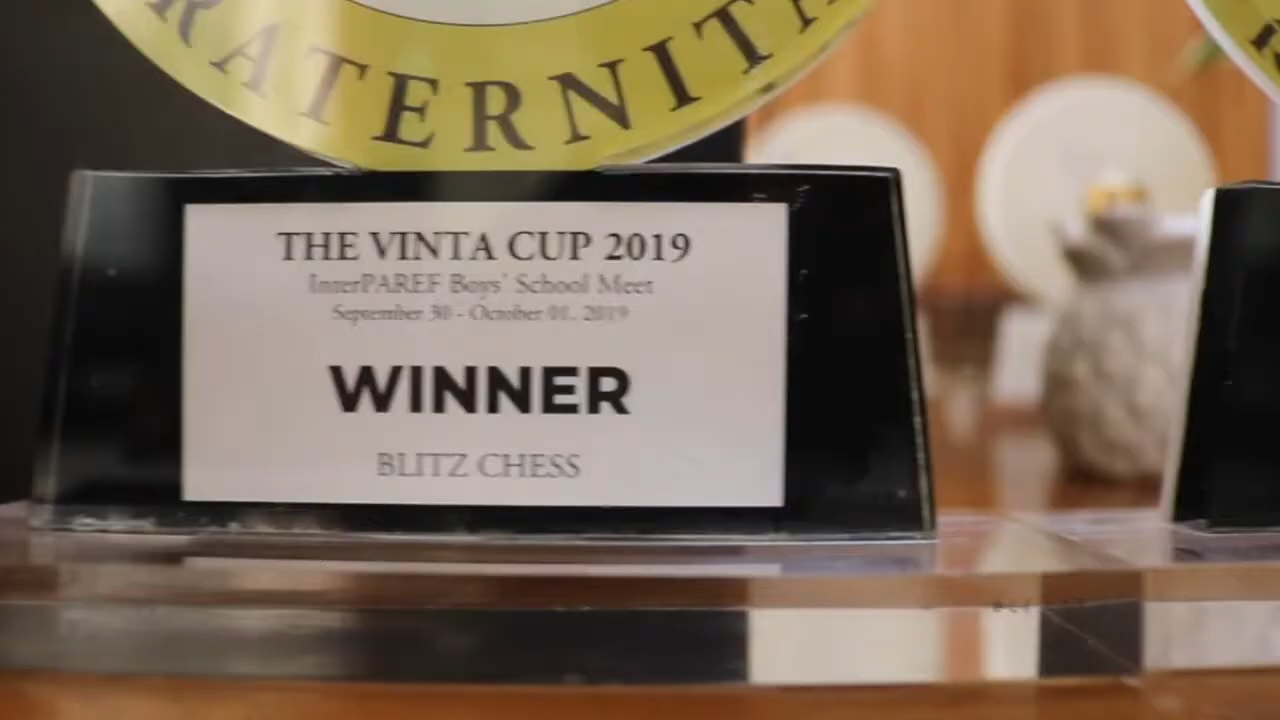 RATERNITA
THE VINTA CUP 2019
InterPAREF Boys' School Meet
September 30 - October 01, 2019
WINNER
BLITZ CHESS